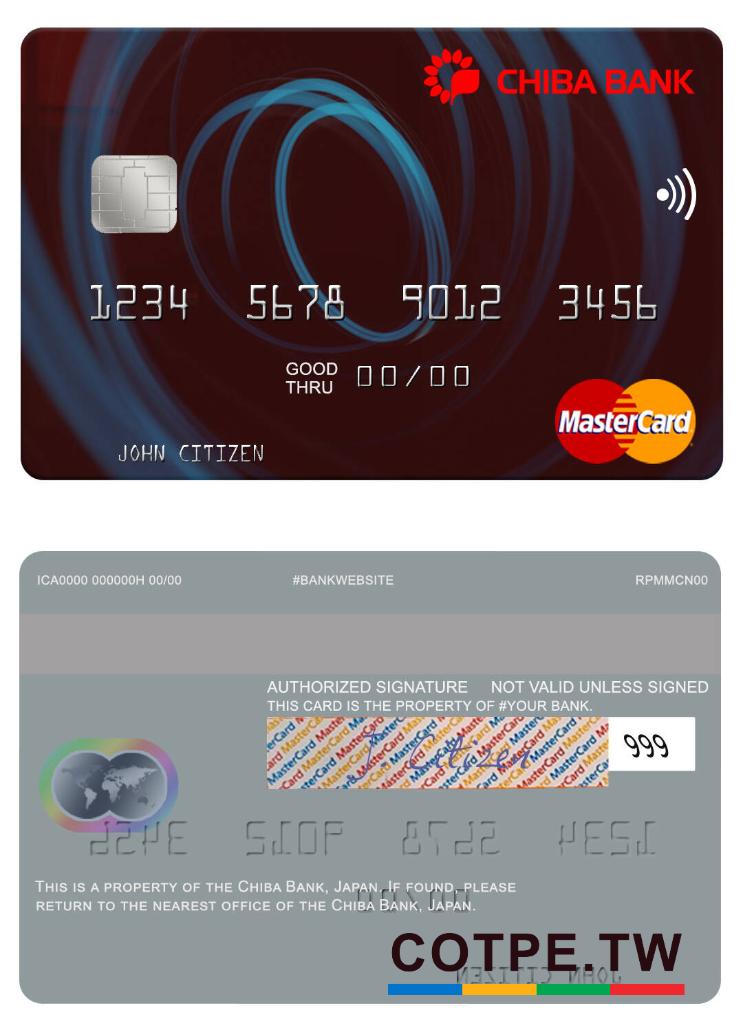 CHIBA BANK
1234 5678 9012 3456
GOOD
THRU 00/00
MasterCard
JOHN CITIZEN
ICA0000 000000H 00/00 #BANKWEBSITE RPMMCN00
AUTHORIZED SIGNATURE NOT VALID UNLESS SIGNED
THIS CARD IS THE PROPERTY OF #YOUR BANK.
J. Citizen 999
THIS IS A PROPERTY OF THE CHIBA BANK, JAPAN. IF FOUND, PLEASE
RETURN TO THE NEAREST OFFICE OF THE CHIBA BANK, JAPAN.
COTPE.TW